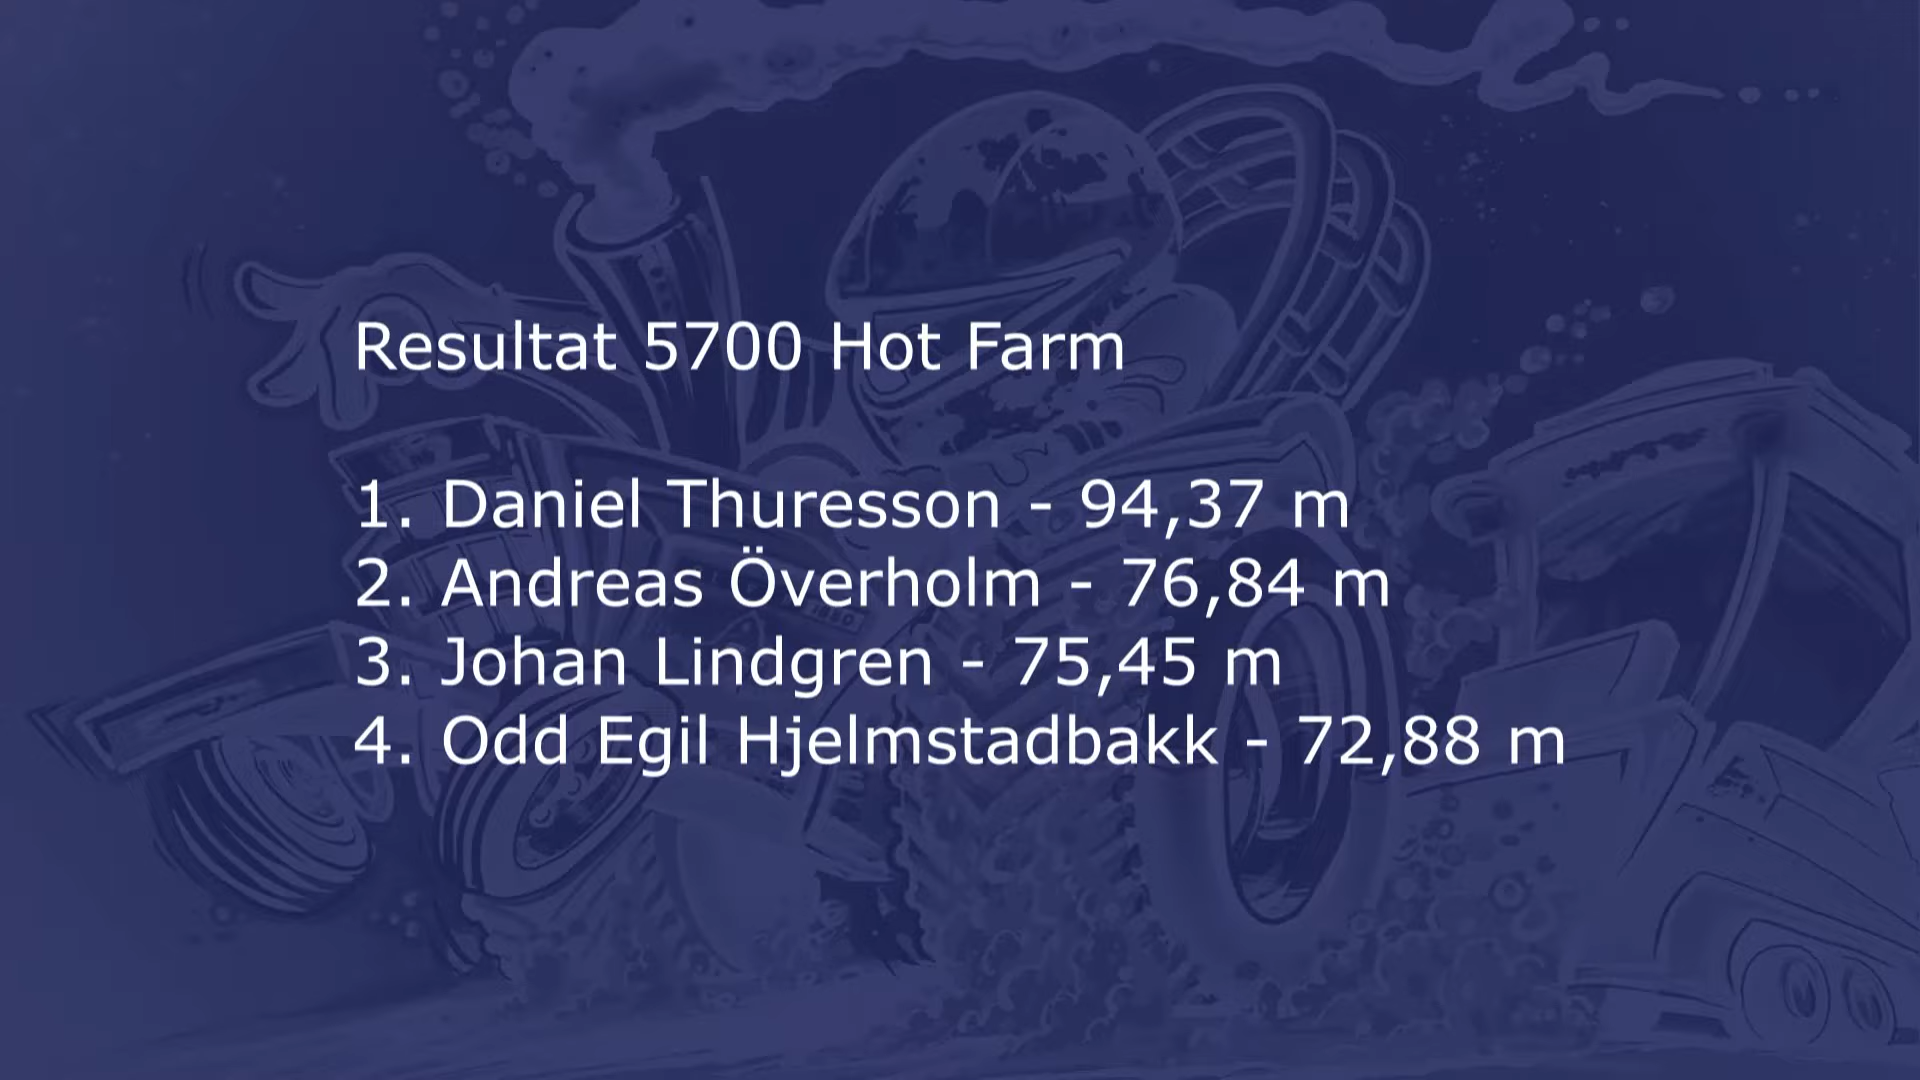 Resultat 5700 Hot Farm
1. Daniel Thuresson - 94,37 m
2. Andreas Överholm - 76,84 m
3. Johan Lindgren - 75,45 m
4. Odd Egil Hjelmstadbakk - 72,88 m